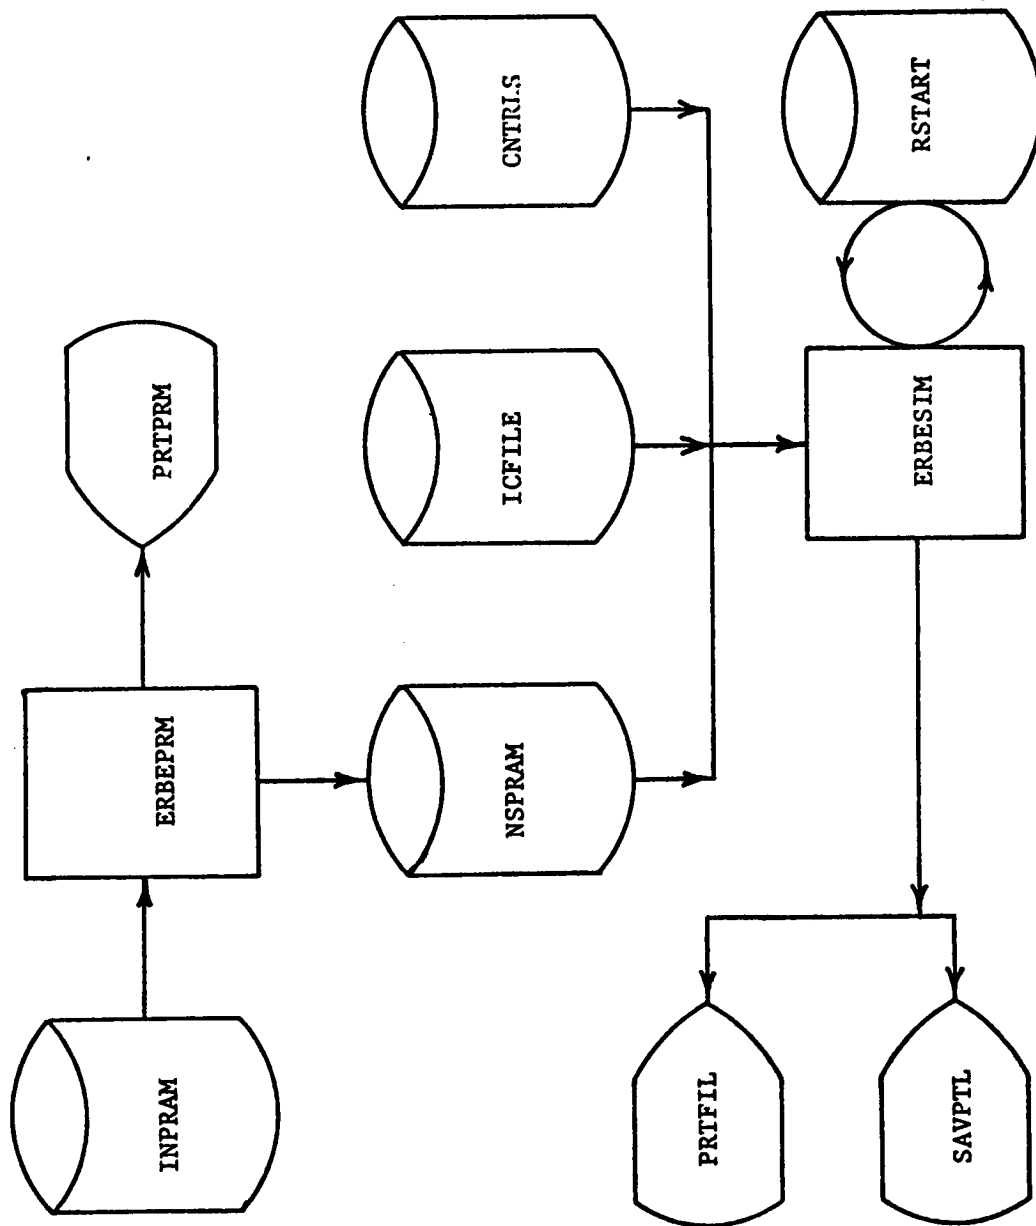 INPRAM
ERBEPRM
PRTPRM
NSPRAM
ICFILE
CNTRLS
PRTFIL
SAVPTL
ERBESIM
RSTART